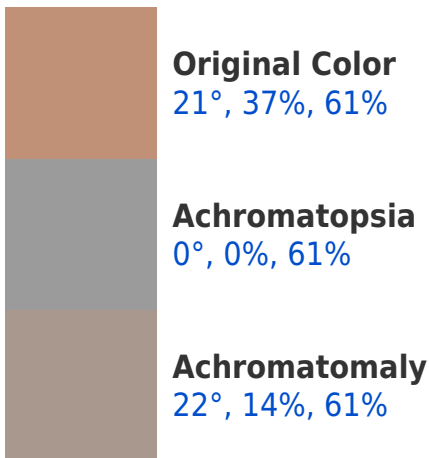 Original Color
21°, 37%, 61%
Achromatopsia
0°, 0%, 61%
Achromatomaly
22°, 14%, 61%